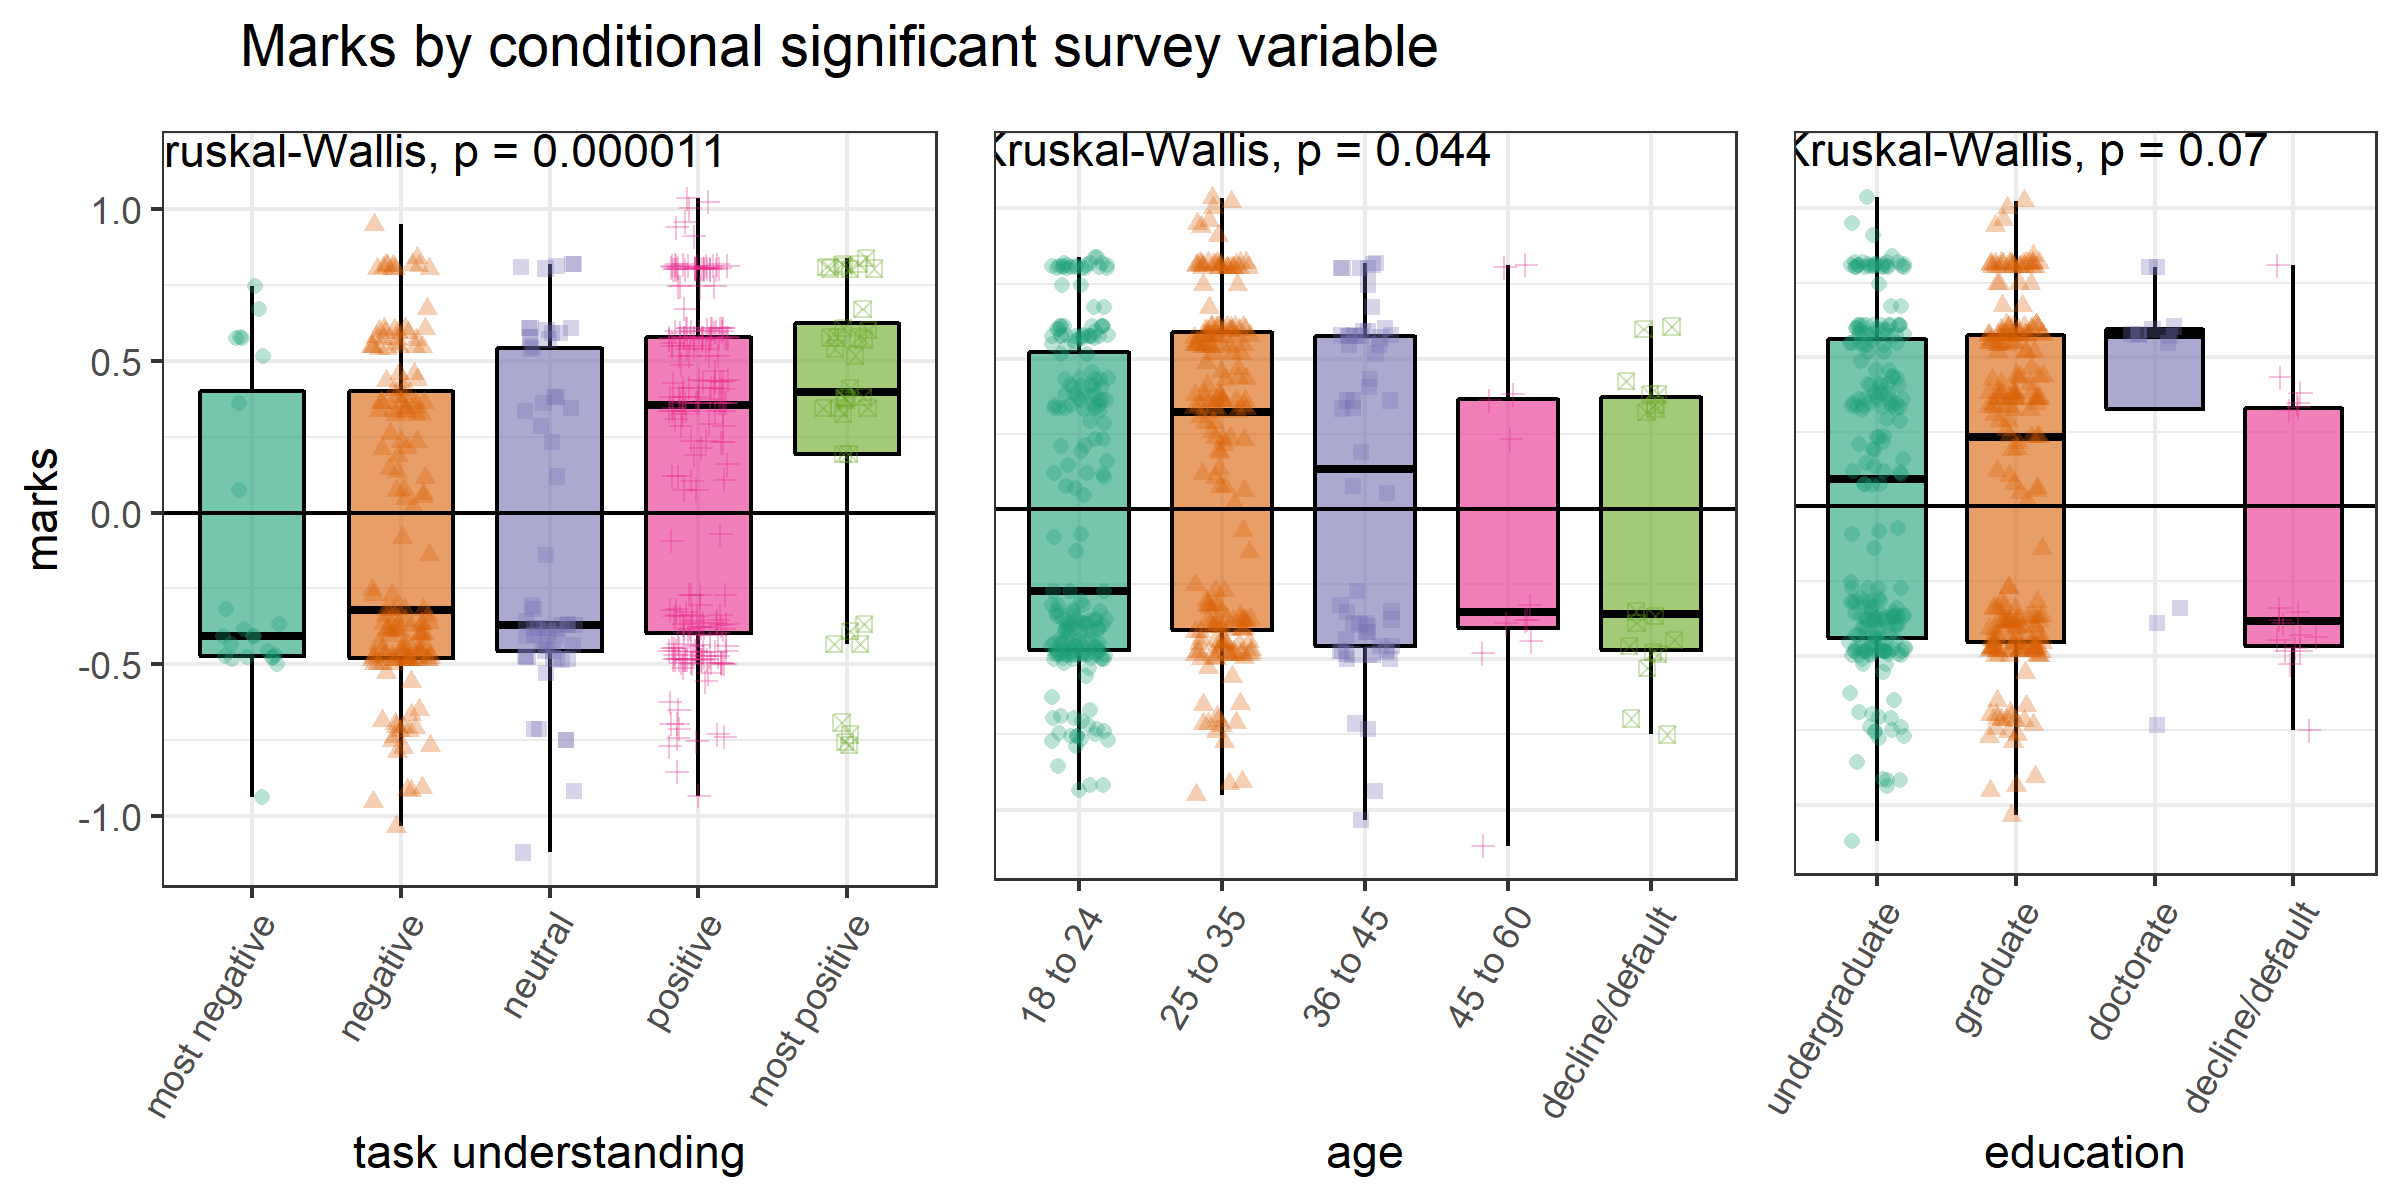 Marks by conditional significant survey variable
ruskal-Wallis, p = 0.000011
Kruskal-Wallis, p = 0.044
Kruskal-Wallis, p = 0.07
marks
1.0
0.5
0.0
-0.5
-1.0
most negative
negative
neutral
positive
most positive
18 to 24
25 to 35
36 to 45
45 to 60
decline/default
undergraduate
graduate
doctorate
decline/default
task understanding
age
education